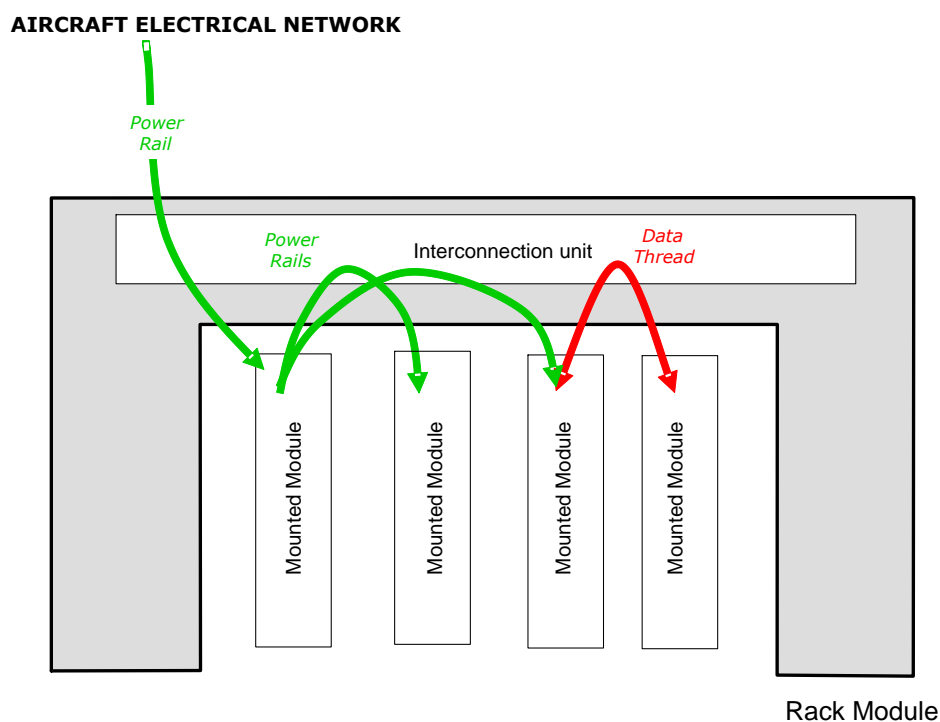 AIRCRAFT ELECTRICAL NETWORK
Power
Rail
Power
Rails
Interconnection unit
Data
Thread
Mounted Module
Mounted Module
Mounted Module
Mounted Module
Rack Module